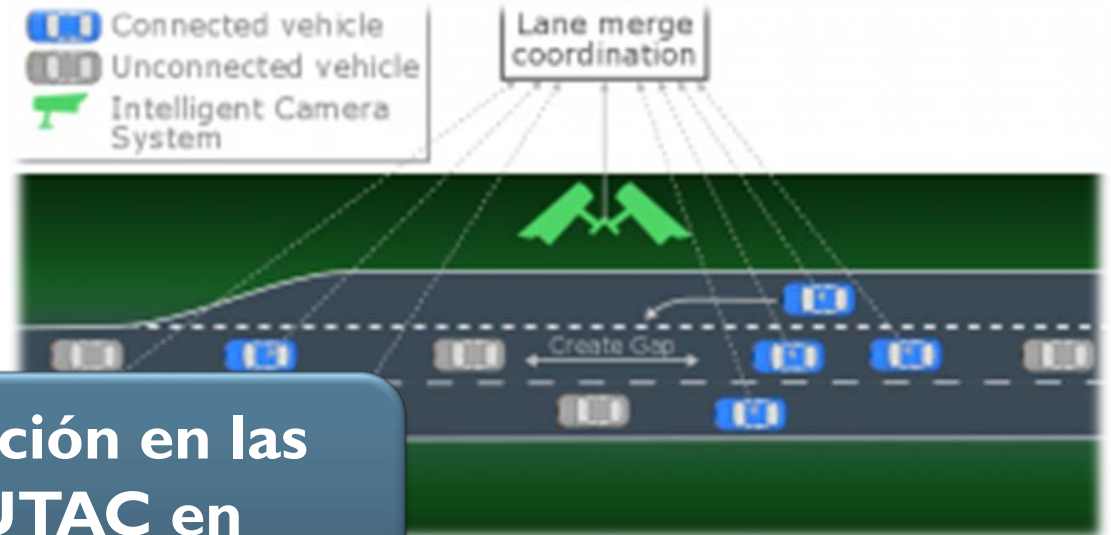 Connected vehicle
Unconnected vehicle
Intelligent Camera
System
Lane merge
coordination
Create Gap
ción en las
UTAC en